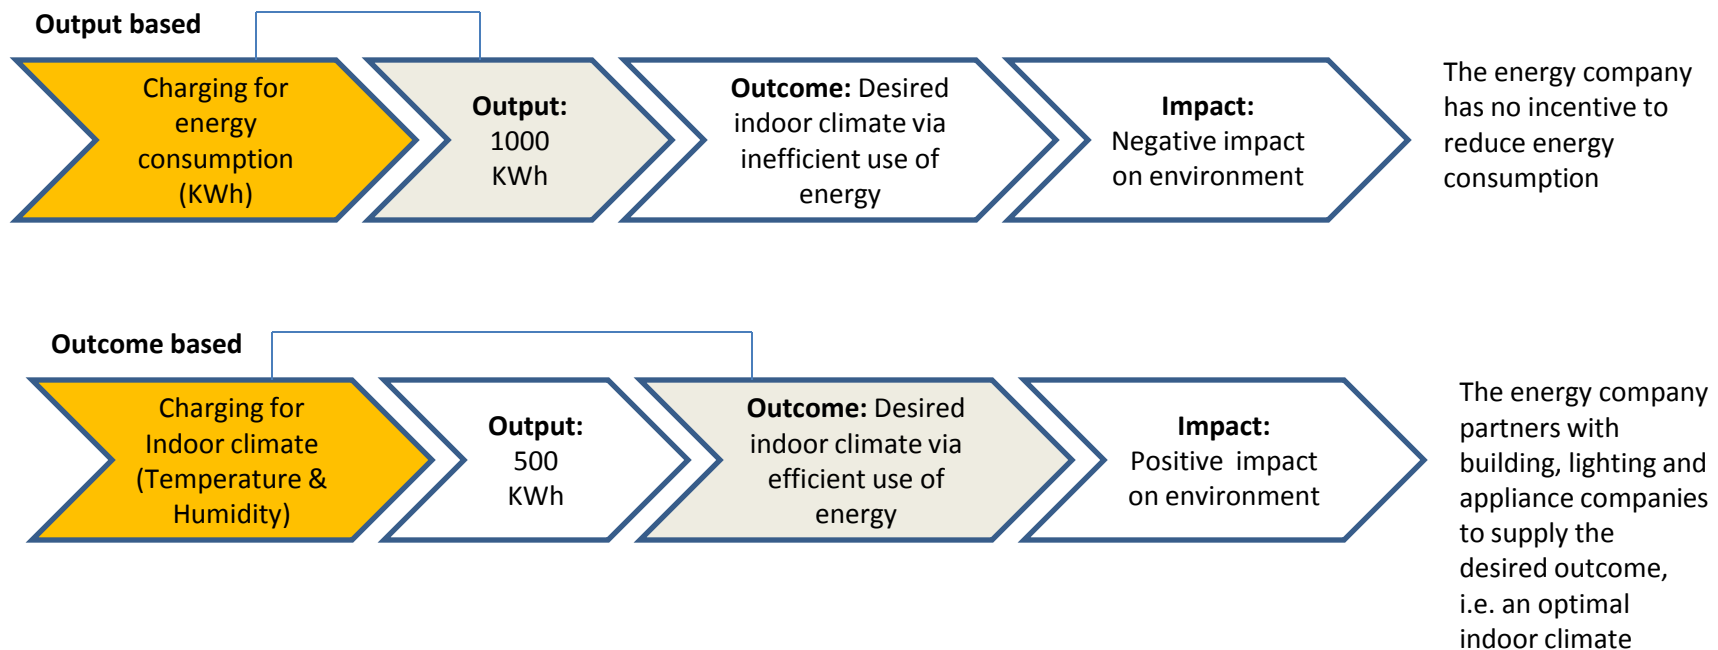 Output based
Charging for
energy
consumption
(KWh)
Output:
1000
KWh
Outcome: Desired
indoor climate via
inefficient use of
energy
Impact:
Negative impact
on environment
The energy company
has no incentive to
reduce energy
consumption
Outcome based
Charging for
Indoor climate
(Temperature &
Humidity)
Output:
500
KWh
Outcome: Desired
indoor climate via
efficient use of
energy
Impact:
Positive impact
on environment
The energy company
partners with
building, lighting and
appliance companies
to supply the
desired outcome,
i.e. an optimal
indoor climate